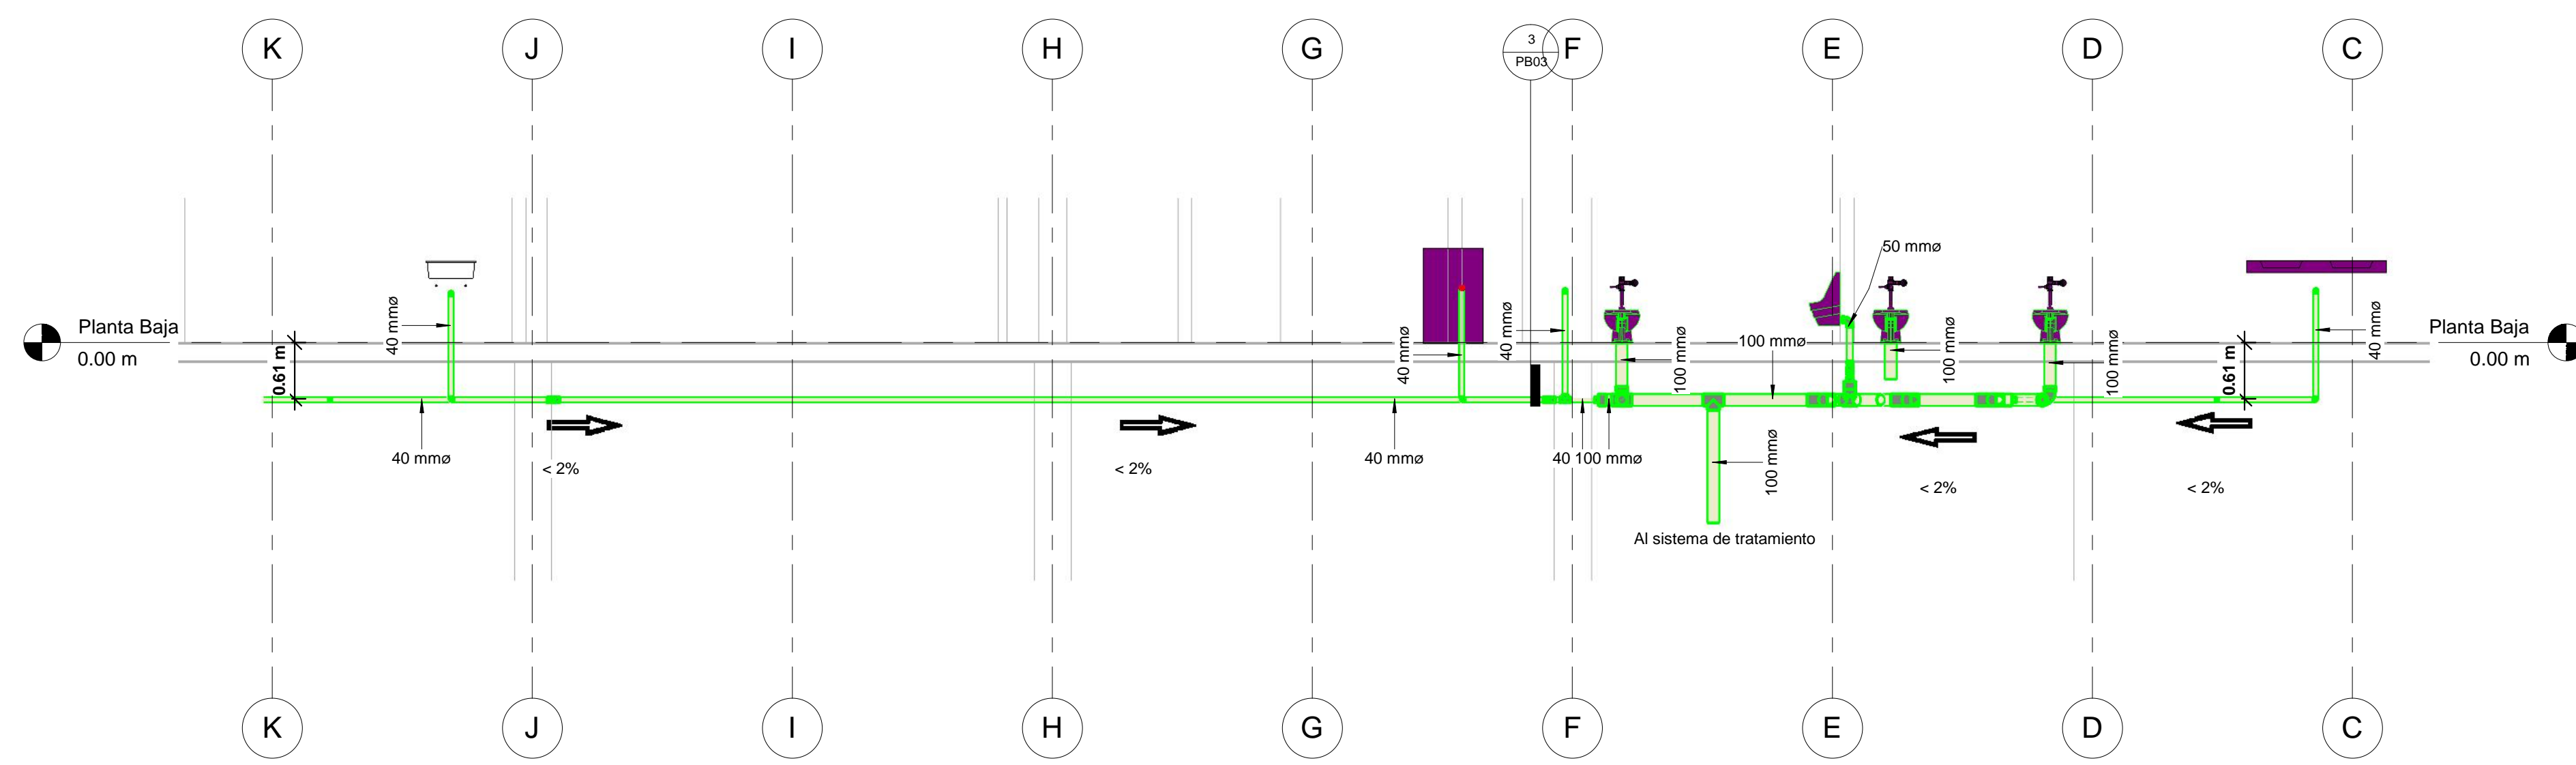 K
J
I
H
G
3
PB03
F
E
D
C
50 mmø
Planta Baja
0.00 m
0.61 m
40 mmø
40 mmø
40 mmø
100 mmø
100 mmø
100 mmø
100 mmø
0.61 m
40 mmø
Planta Baja
0.00 m
40 mmø
< 2%
< 2%
40 mmø
40 100 mmø
100 mmø
< 2%
< 2%
Al sistema de tratamiento
K
J
I
H
G
F
E
D
C